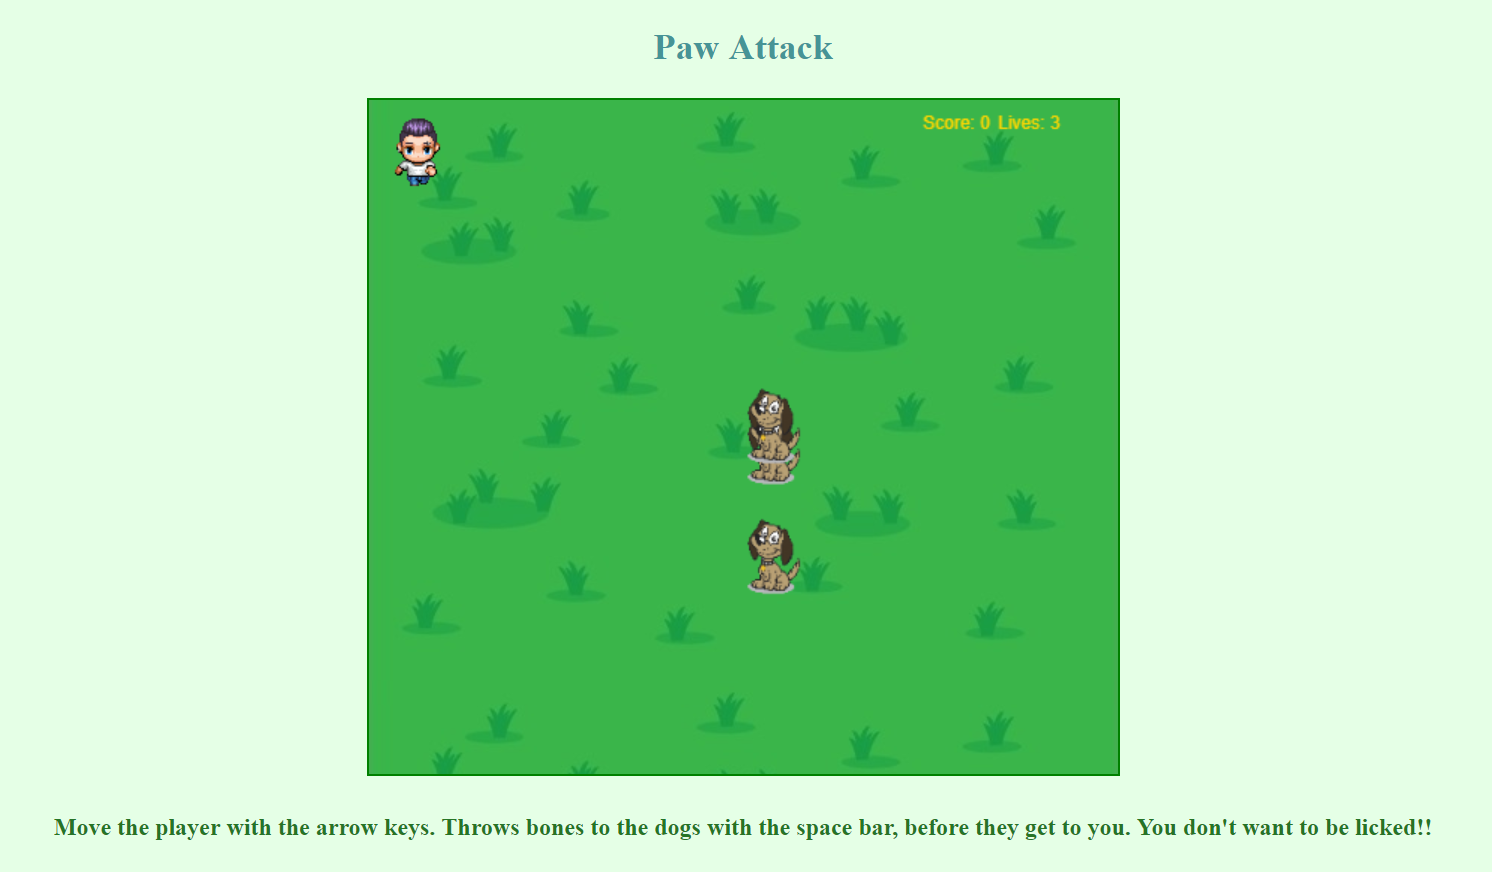 Paw Attack
Score: 0 Lives: 3
Move the player with the arrow keys. Throws bones to the dogs with the space bar, before they get to you. You don't want to be licked!!